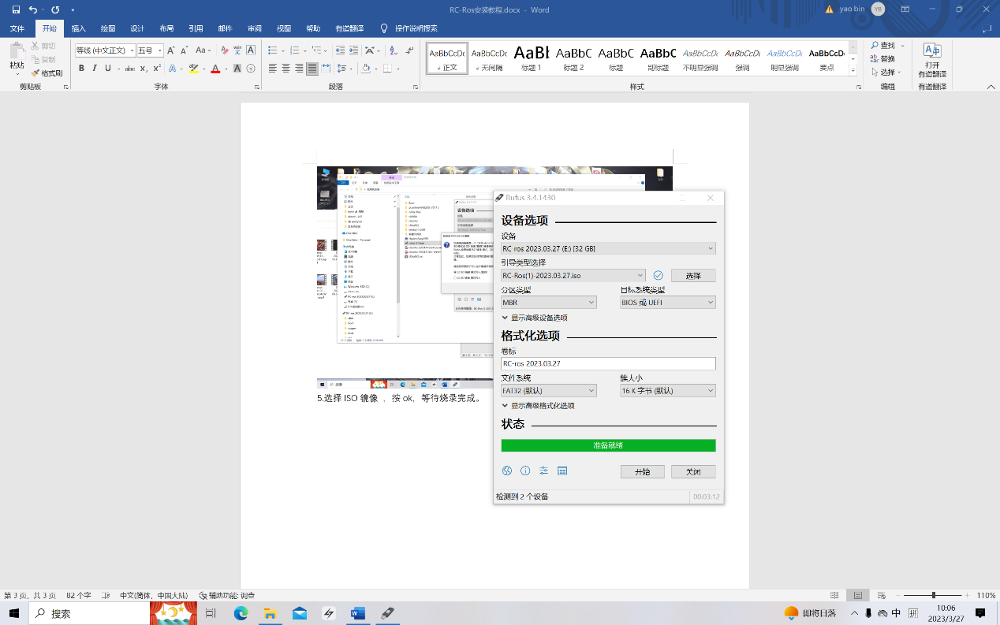 RC-Ros安装教程.docx - Word
yao bin
YB
文件
开始
插入
绘图
设计
布局
引用
邮件
审阅
视图
帮助
有道翻译
操作说明搜索
粘贴
剪切
复制
格式刷
剪贴板
等线 (中文正文)
五号
字体
段落
AaBbCcDc
正文
AaBbCcDc
无间隔
AaBb
标题 1
AaBbC
标题 2
AaBbC
标题
AaBbC
副标题
AaBbCcDc
不明显强调
AaBbCcDc
强调
AaBbCcDc
明显强调
AaBbCcDc
要点
样式
查找
替换
选择
编辑
打开
有道翻译
有道翻译
5.选择 ISO 镜像 ，按 ok，等待烧录完成。
Rufus 3.4.1430
设备选项
设备
RC-ros 2023.03.27 (E:) [32 GB]
引导类型选择
RC-Ros(1)-2023.03.27.iso
选择
分区类型
目标系统类型
MBR
BIOS 或 UEFI
显示高级设备选项
格式化选项
卷标
RC-ros 2023.03.27
文件系统
簇大小
FAT32 (默认)
16 K 字节 (默认)
显示高级格式化选项
状态
准备就绪
开始
关闭
检测到 2 个设备
00:03:12
第 3 页，共 3 页
82 个字
中文(简体，中国大陆)
辅助功能: 调查
110%
搜索
即将日落
中
拼
10:06
2023/3/27